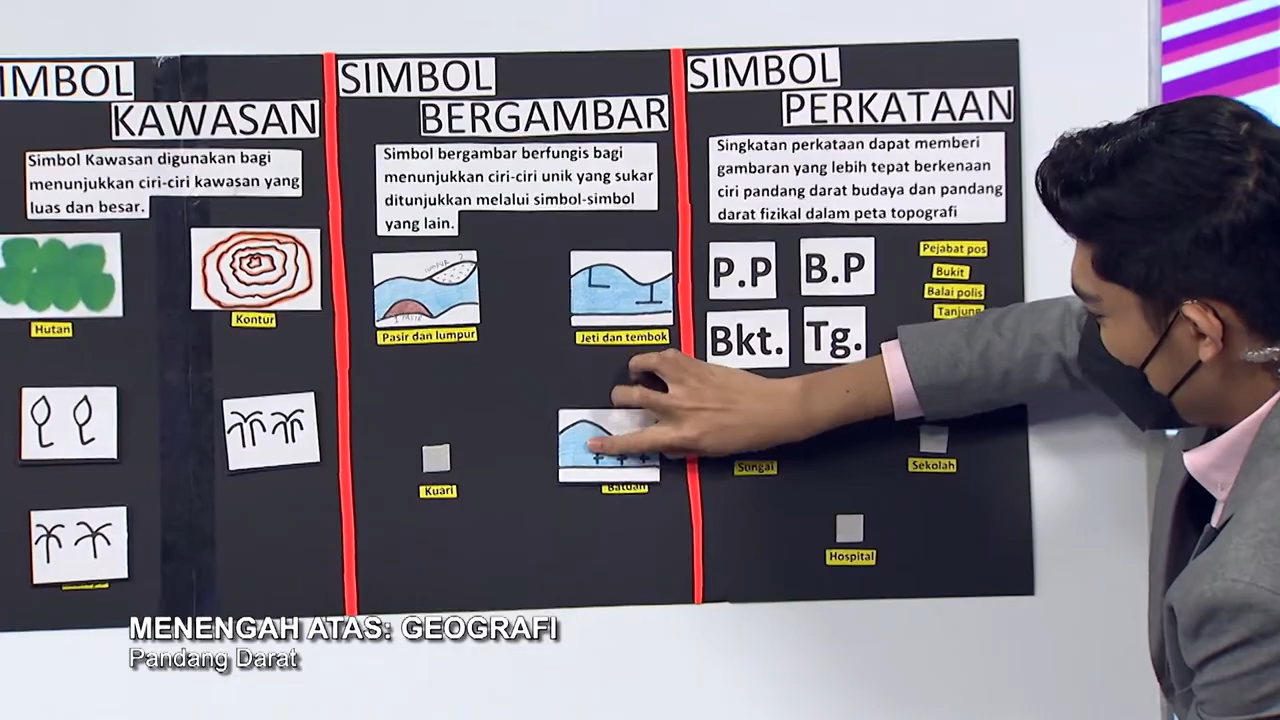 IMBOL
KAWASAN
Simbol Kawasan digunakan bagi
menunjukkan ciri-ciri kawasan yang
luas dan besar.
Hutan
Kontur
SIMBOL
BERGAMBAR
Simbol bergambar berfungis bagi
menunjukkan ciri-ciri unik yang sukar
ditunjukkan melalui simbol-simbol
yang lain.
Pasir dan lumpur
Jeti dan tembok
Kuari
Batuan
SIMBOL
PERKATAAN
Singkatan perkataan dapat memberi
gambaran yang lebih tepat berkenaan
ciri pandang darat budaya dan pandang
darat fizikal dalam peta topografi
P.P
B.P
Bkt.
Tg.
Pejabat pos
Bukit
Balai polis
Tanjung
Sungai
Sekolah
Hospital
MENENGAH ATAS: GEOGRAFI
Pandang Darat